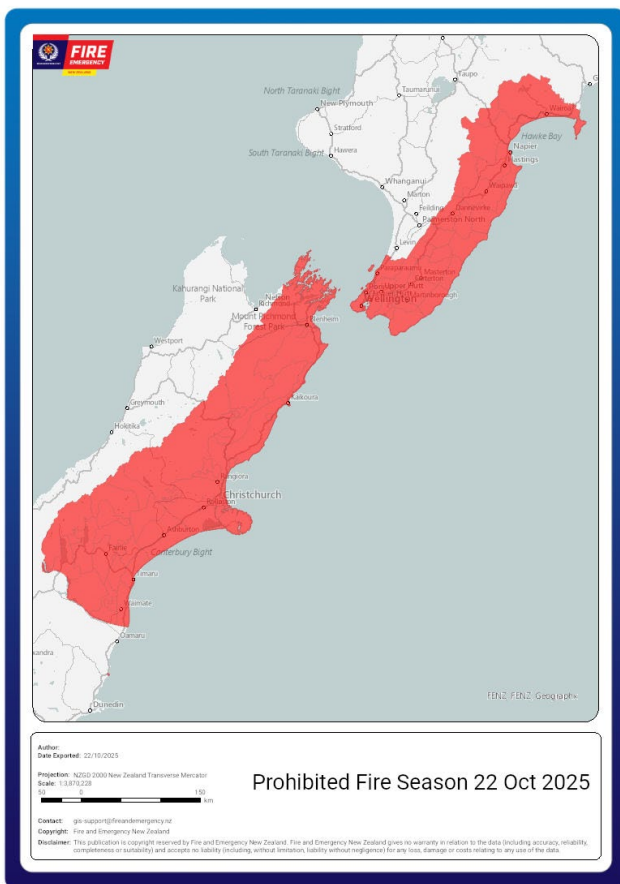 FIRE
EMERGENCY
NEW ZEALAND
Taupo
Taumarunui
North Taranaki Bight
New Plymouth
Wairoa
Stratford
Hawke Bay
South Taranaki Bight
Hawera
Napier
Hastings
Whanganui
Waipawa
Marton
Feilding
Dannevirke
Palmerston North
Levin
Paraparaumu
Masterton
Carterton
Upper Hutt
Martinborough
Wellington
Kahurangi National
Park
Nelson
Richmond
Mount Richmond
Forest Park
Blenheim
Westport
Kaikoura
Greymouth
Hokitika
Rangiora
Christchurch
Rolleston
Ashburton
Canterbury Bight
Fairlie
Timaru
Waimate
Oamaru
xandra
Dunedin
FENZ, FENZ, Geographx
Author:
Date Exported: 22/10/2025
Projection: NZGD 2000 New Zealand Transverse Mercator
Scale: 1:3,870,228
50 0 150
km
Prohibited Fire Season 22 Oct 2025
Contact: gis-support@fireandemergency.nz
Copyright: Fire and Emergency New Zealand
Disclaimer: This publication is copyright reserved by Fire and Emergency New Zealand. Fire and Emergency New Zealand gives no warranty in relation to the data (including accuracy, reliability,
completeness or suitability) and accepts no liability (including, without limitation, liability without negligence) for any loss, damage or costs relating to any use of the data.